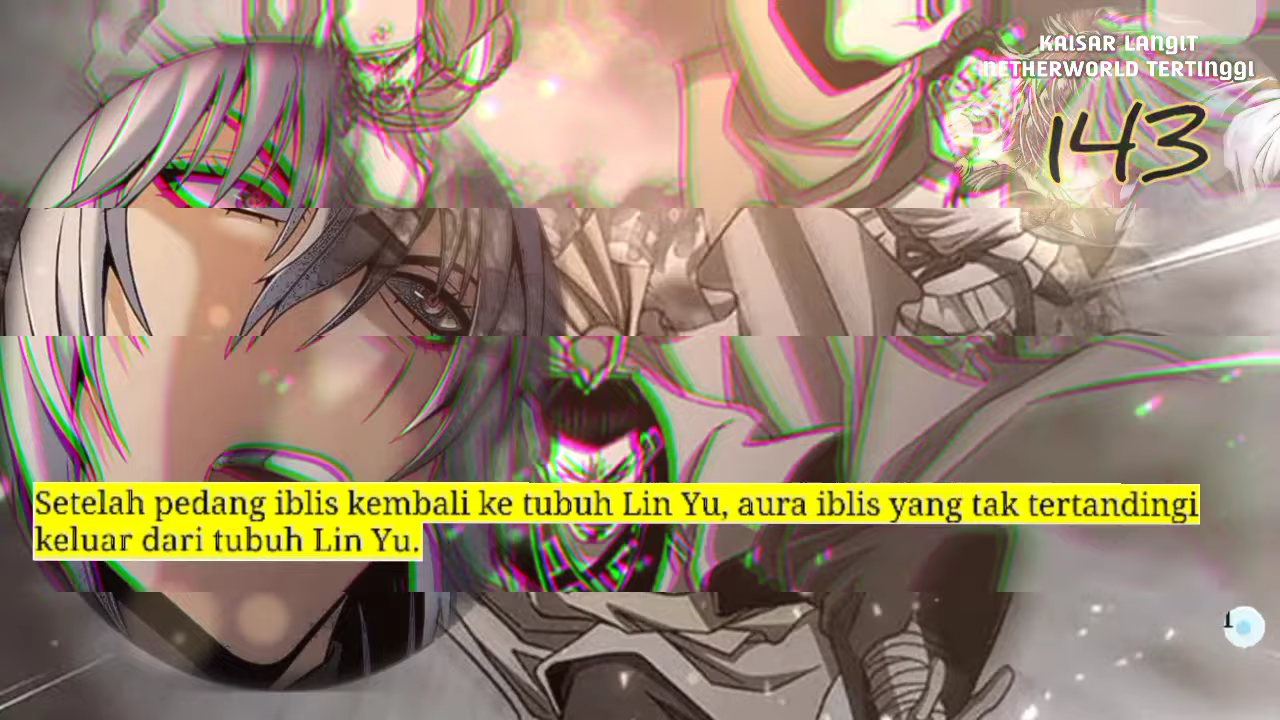 KAISAR LANGIT
NETHERWORLD TERTINGGI
143
Setelah pedang iblis kembali ke tubuh Lin Yu, aura iblis yang tak tertandingi
keluar dari tubuh Lin Yu.
1